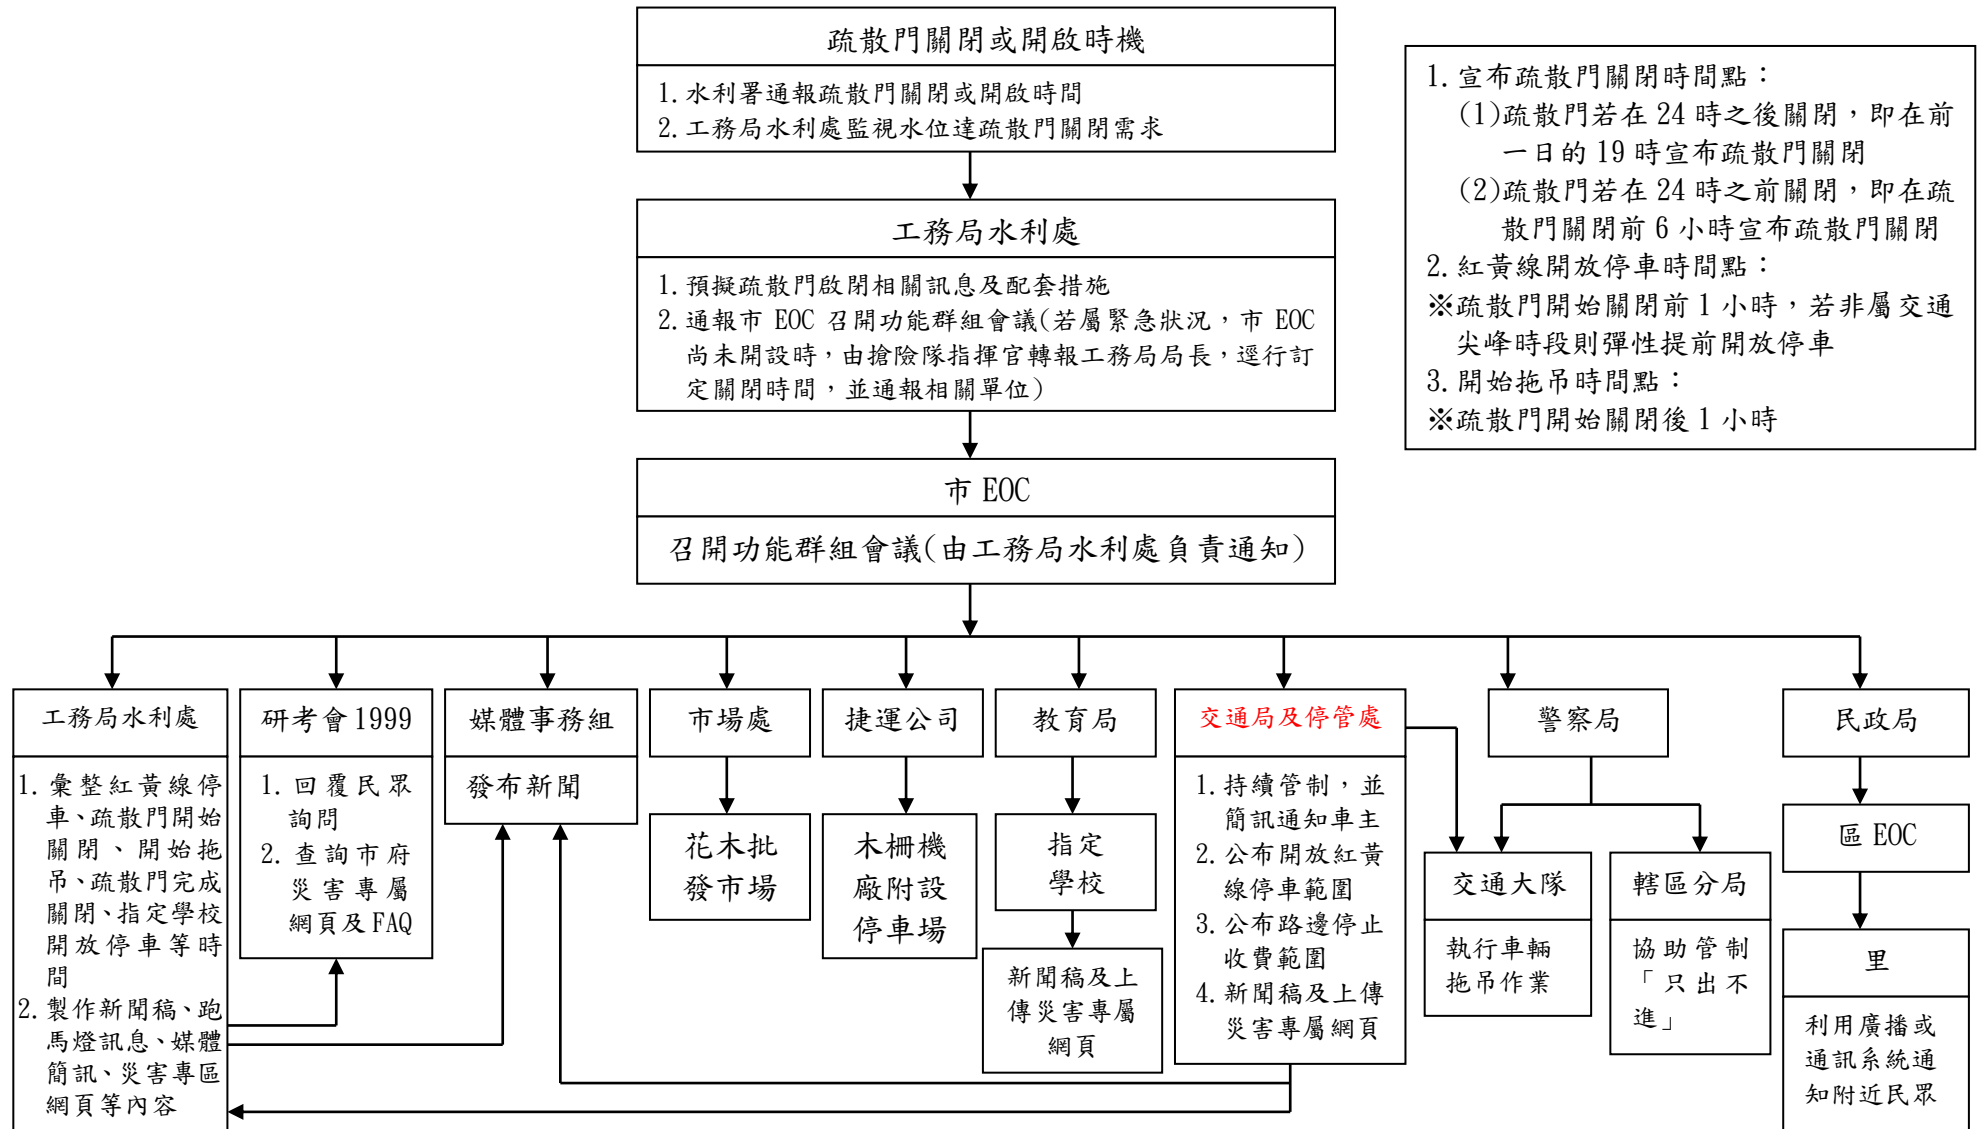 疏散門關閉或開啟時機
1.水利署通報疏散門關閉或開啟時間
2.工務局水利處監視水位達疏散門關閉需求
1.宣布疏散門關閉時間點：
(1)疏散門若在 24 時之後關閉，即在前
一日的 19 時宣布疏散門關閉
(2)疏散門若在 24 時之前關閉，即在疏
散門關閉前 6 小時宣布疏散門關閉
2.紅黃線開放停車時間點：
※疏散門開始關閉前 1 小時，若非屬交通
尖峰時段則彈性提前開放停車
3.開始拖吊時間點：
※疏散門開始關閉後 1 小時
工務局水利處
1.預擬疏散門啟閉相關訊息及配套措施
2.通報市 EOC 召開功能群組會議(若屬緊急狀況，市 EOC
尚未開設時，由搶險隊指揮官轉報工務局局長，逕行訂
定關閉時間，並通報相關單位)
市 EOC
召開功能群組會議(由工務局水利處負責通知)
工務局水利處
1.彙整紅黃線停
車、疏散門開始
關閉、開始拖
吊、疏散門完成
關閉、指定學校
開放停車等時
間
2.製作新聞稿、跑
馬燈訊息、媒體
簡訊、災害專區
網頁等內容
研考會 1999
1.回覆民眾
詢問
2.查詢市府
災害專屬
網頁及 FAQ
媒體事務組
發布新聞
市場處
花木批
發市場
捷運公司
木柵機
廠附設
停車場
教育局
指定
學校
新聞稿及上
傳災害專屬
網頁
交通局及停管處
1.持續管制，並
簡訊通知車主
2.公布開放紅黃
線停車範圍
3.公布路邊停止
收費範圍
4.新聞稿及上傳
災害專屬網頁
警察局
交通大隊
執行車輛
拖吊作業
轄區分局
協助管制
「只出不
進」
民政局
區 EOC
里
利用廣播或
通訊系統通
知附近民眾